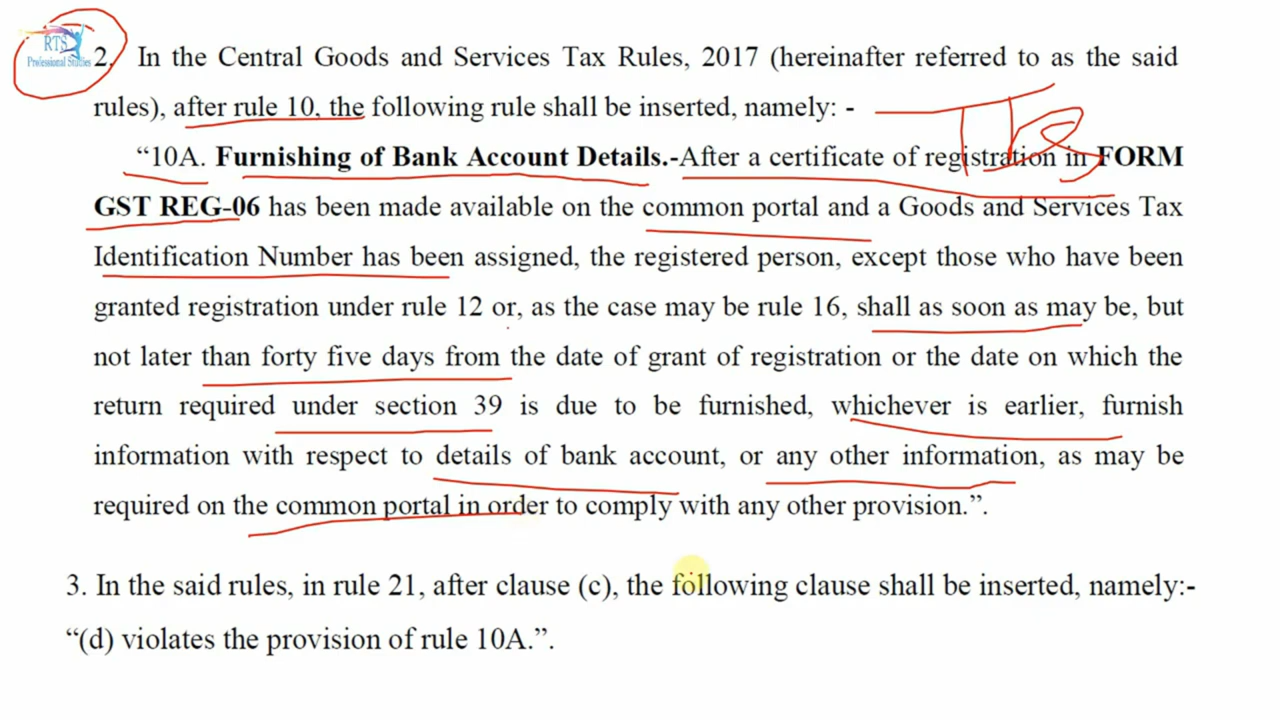 RTS
Professional Studies
2. In the Central Goods and Services Tax Rules, 2017 (hereinafter referred to as the said
rules), after rule 10, the following rule shall be inserted, namely: -
“10A. Furnishing of Bank Account Details.-After a certificate of registration in FORM
GST REG-06 has been made available on the common portal and a Goods and Services Tax
Identification Number has been assigned, the registered person, except those who have been
granted registration under rule 12 or, as the case may be rule 16, shall as soon as may be, but
not later than forty five days from the date of grant of registration or the date on which the
return required under section 39 is due to be furnished, whichever is earlier, furnish
information with respect to details of bank account, or any other information, as may be
required on the common portal in order to comply with any other provision.”.
3. In the said rules, in rule 21, after clause (c), the following clause shall be inserted, namely:-
“(d) violates the provision of rule 10A.”.